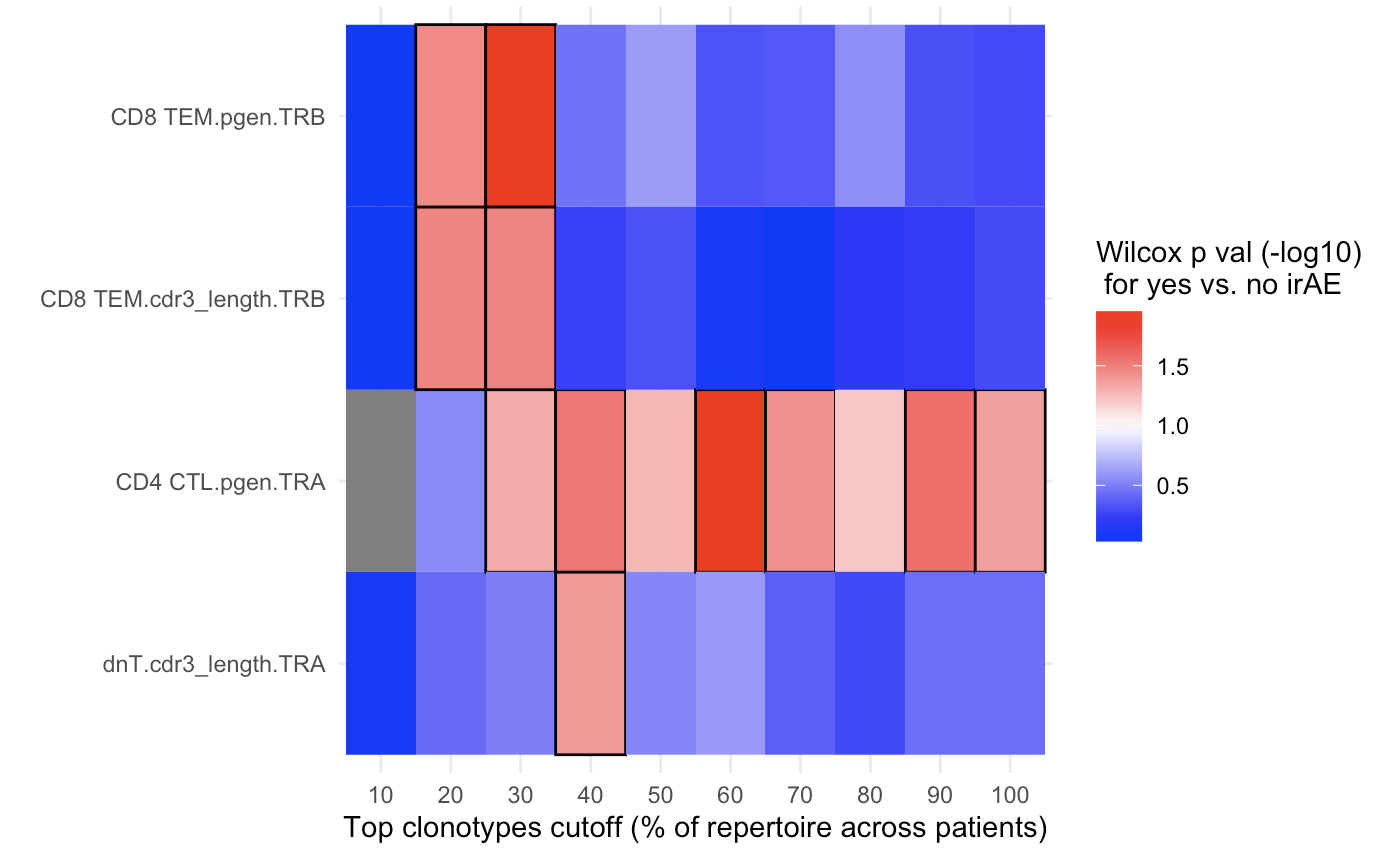 CD8 TEM.pgen.TRB
CD8 TEM.cdr3_length.TRB
CD4 CTL.pgen.TRA
dnT.cdr3_length.TRA
10 20 30 40 50 60 70 80 90 100
Top clonotypes cutoff (% of repertoire across patients)
Wilcox p val (-log10)
for yes vs. no irAE
1.5
1.0
0.5